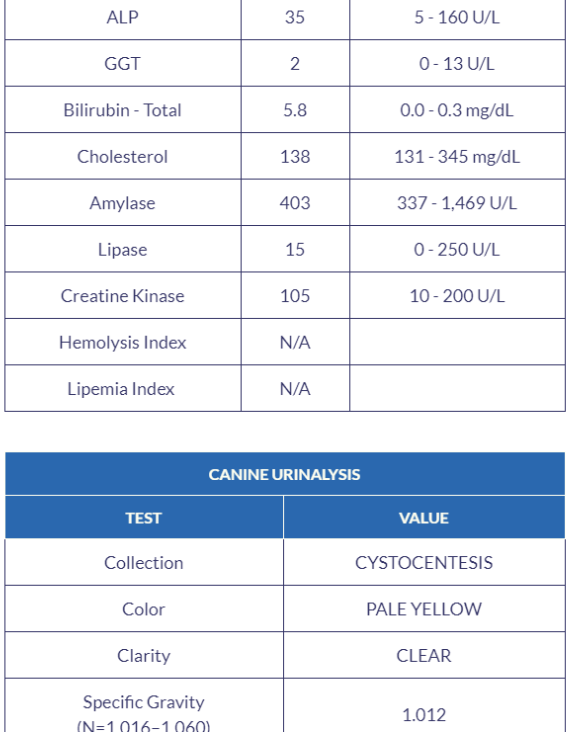 ALP 35 5 - 160 U/L
GGT 2 0 - 13 U/L
Bilirubin - Total 5.8 0.0 - 0.3 mg/dL
Cholesterol 138 131 - 345 mg/dL
Amylase 403 337 - 1,469 U/L
Lipase 15 0 - 250 U/L
Creatine Kinase 105 10 - 200 U/L
Hemolysis Index N/A
Lipemia Index N/A
CANINE URINALYSIS
TEST VALUE
Collection CYSTOCENTESIS
Color PALE YELLOW
Clarity CLEAR
Specific Gravity
(N=1.016–1.060) 1.012